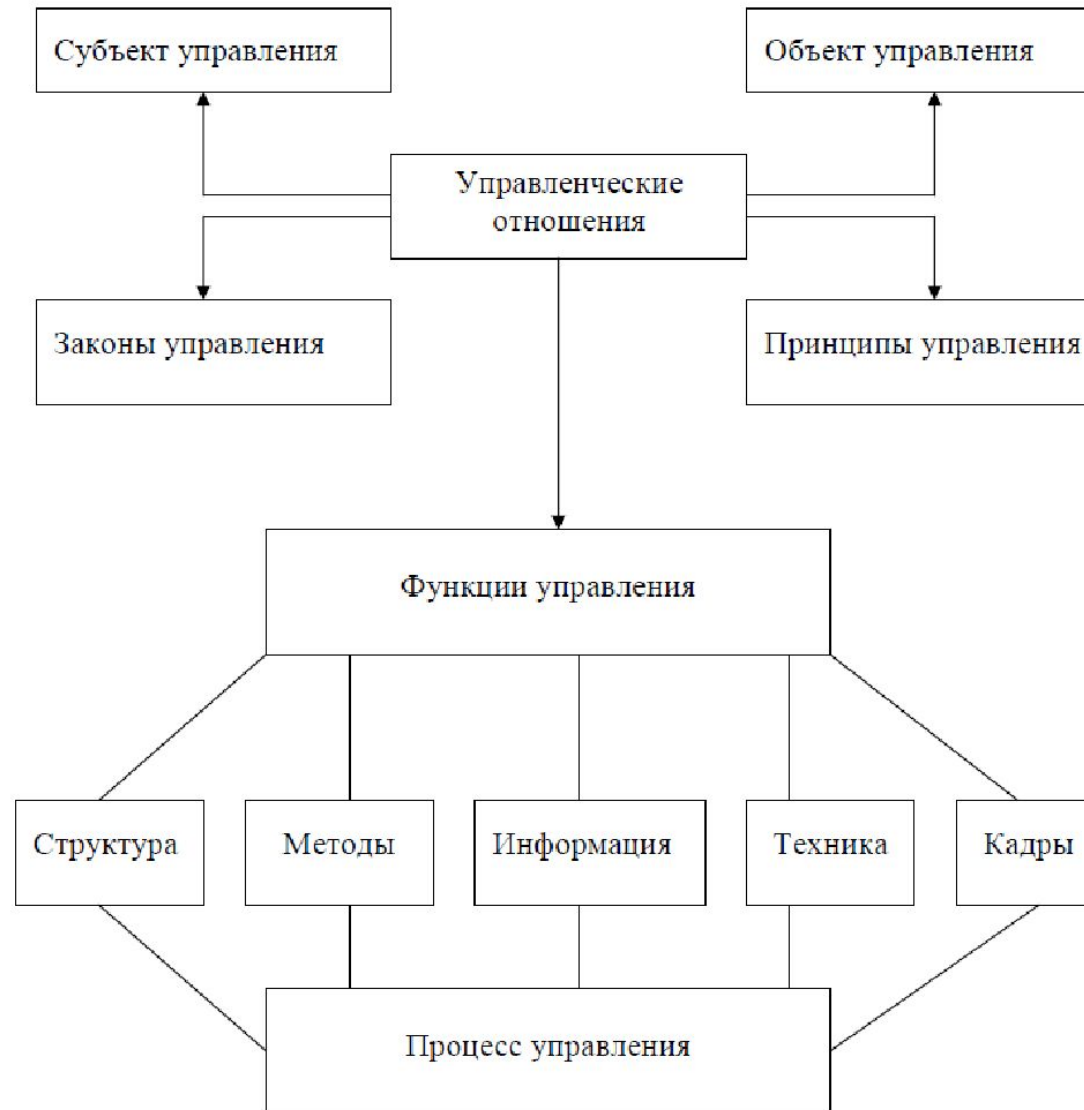 Субъект управления
Объект управления
Управленческие
отношения
Законы управления
Принципы управления
Функции управления
Структура
Методы
Информация
Техника
Кадры
Процесс управления